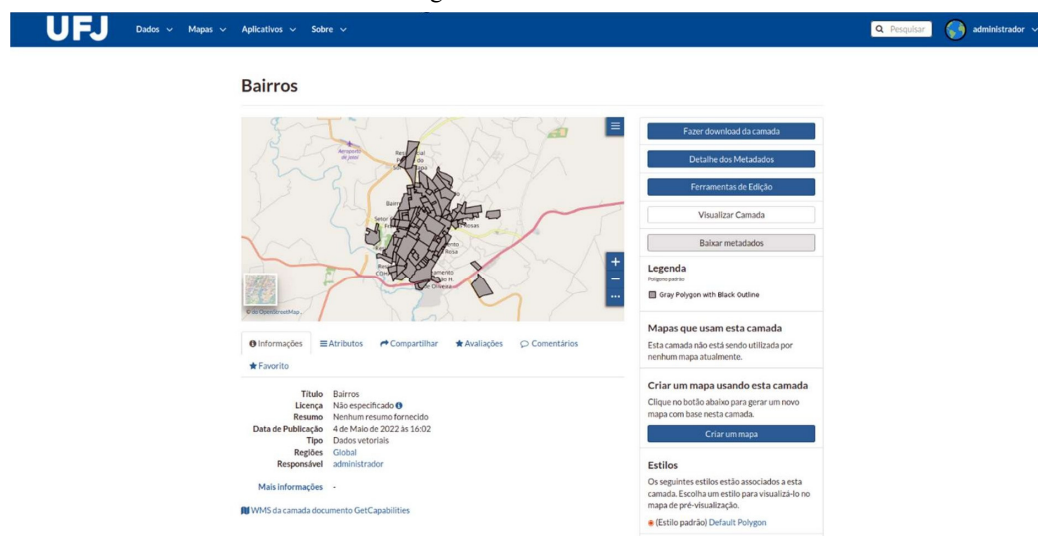 UFJ Dados Mapas Aplicativos Sobre Pesquisar administrador
Bairros
Aeroporto
Fazer download da camada
Detalhe dos Metadados
Ferramentas de Edição
Visualizar Camada
Baixar metadados
Legenda
Polígono padrão
Gray Polygon with Black Outline
Mapas que usam esta camada
Esta camada não está sendo utilizada por
nenhum mapa atualmente.
Criar um mapa usando esta camada
Clique no botão abaixo para gerar um novo
mapa com base nesta camada.
Criar um mapa
Estilos
Os seguintes estilos estão associados a esta
camada. Escolha um estilo para visualizá-lo no
mapa de pré-visualização.
(Estilo padrão) Default Polygon
Informações Atributos Compartilhar Avaliações Comentários
Favorito
Título Bairros
Licença Não especificado
Resumo Nenhum resumo fornecido
Data de Publicação 4 de Maio de 2022 às 16:02
Tipo Dados vetoriais
Regiões Global
Responsável administrador
Mais informações -
WMS da camada documento GetCapabilities